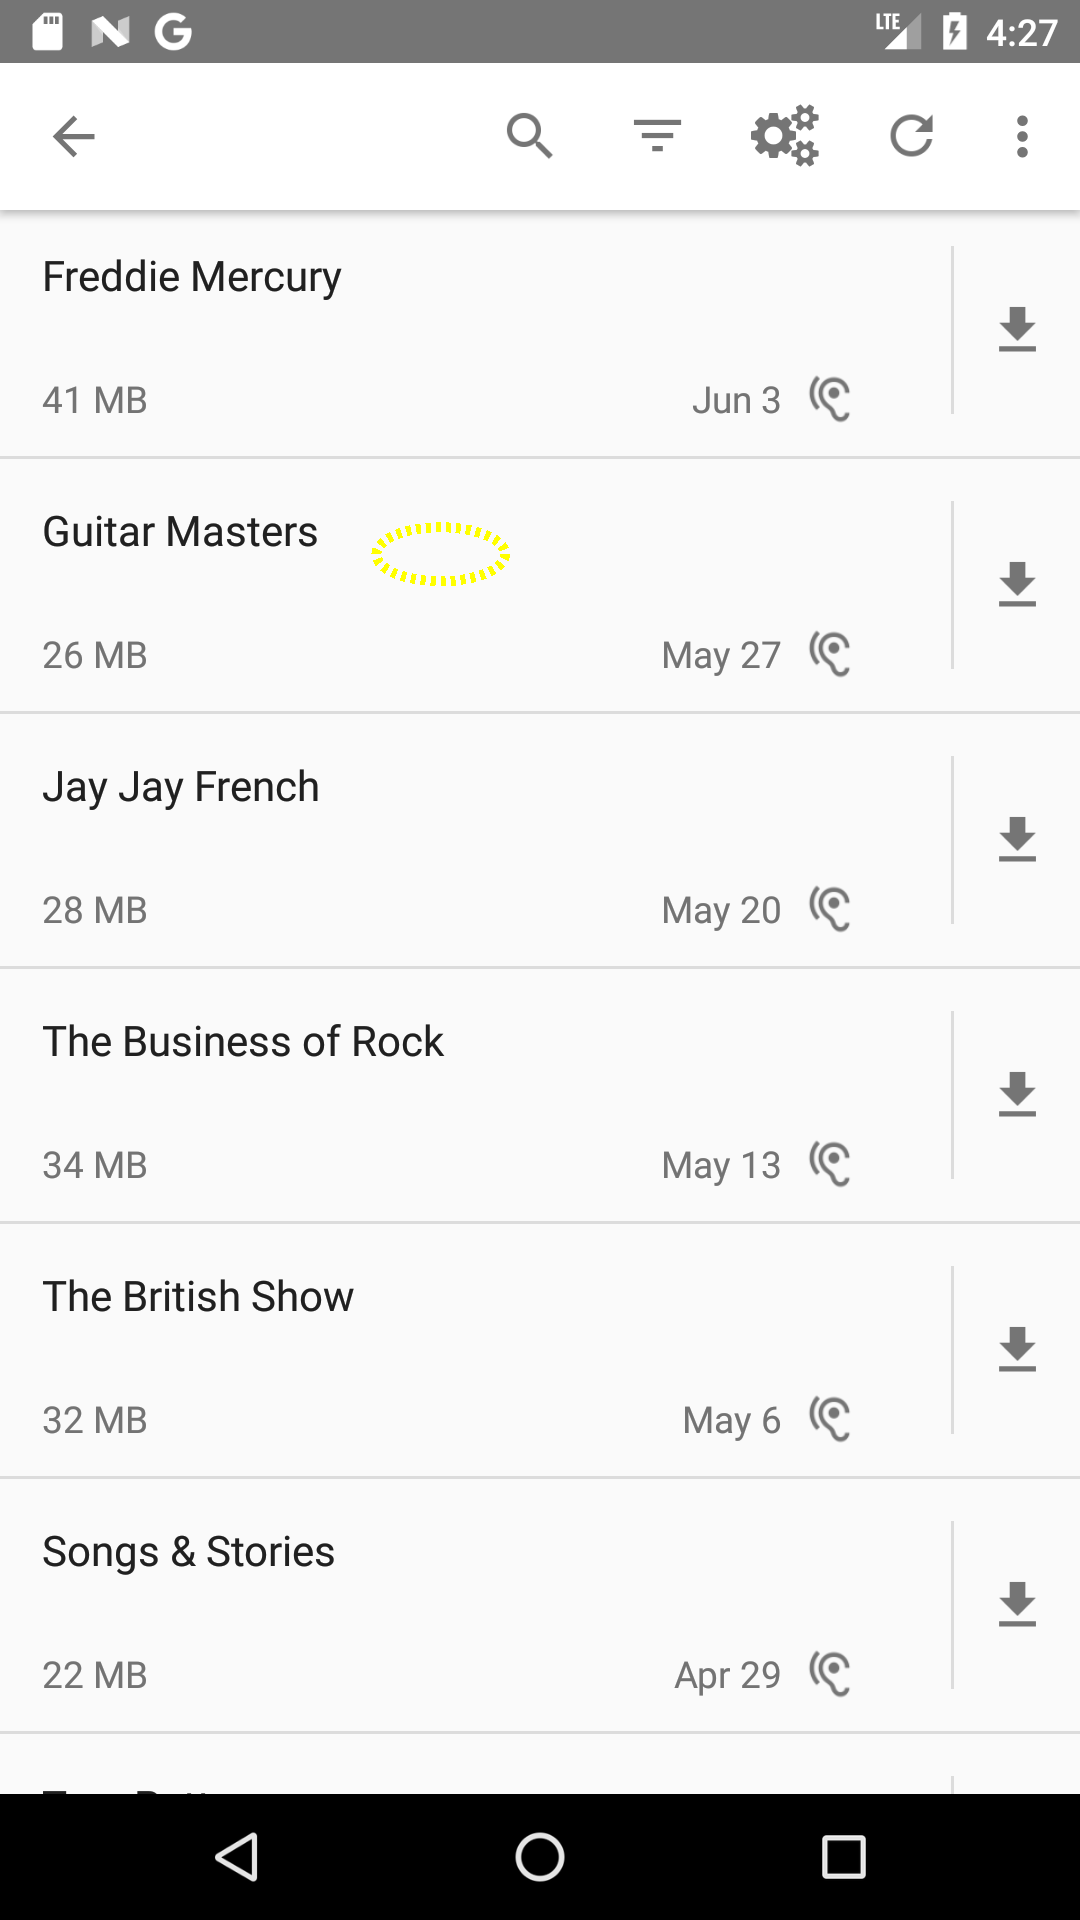 LTE 4:27
Freddie Mercury
41 MB Jun 3
Guitar Masters
26 MB May 27
Jay Jay French
28 MB May 20
The Business of Rock
34 MB May 13
The British Show
32 MB May 6
Songs & Stories
22 MB Apr 29